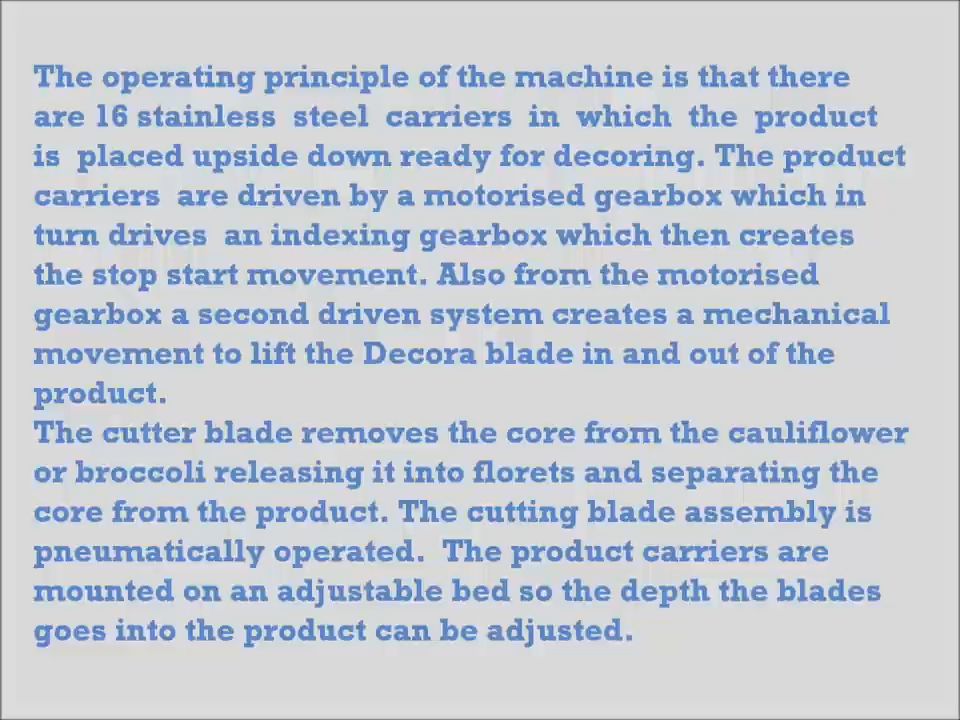 The operating principle of the machine is that there
are 16 stainless steel carriers in which the product
is placed upside down ready for decoring. The product
carriers are driven by a motorised gearbox which in
turn drives an indexing gearbox which then creates
the stop start movement. Also from the motorised
gearbox a second driven system creates a mechanical
movement to lift the Decora blade in and out of the
product.
The cutter blade removes the core from the cauliflower
or broccoli releasing it into florets and separating the
core from the product. The cutting blade assembly is
pneumatically operated. The product carriers are
mounted on an adjustable bed so the depth the blades
goes into the product can be adjusted.